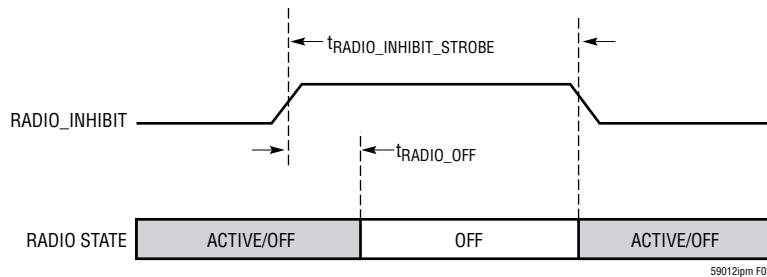 tRADIO_INHIBIT_STROBE
RADIO_INHIBIT
tRADIO_OFF
RADIO STATE ACTIVE/OFF OFF ACTIVE/OFF
59012ipm F0